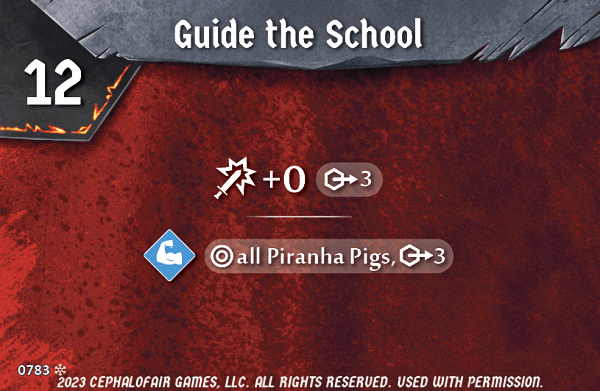 Guide the School
12
+0 3
all Piranha Pigs, 3
0783
2023 CEPHALOFAIR GAMES, LLC. ALL RIGHTS RESERVED. USED WITH PERMISSION.